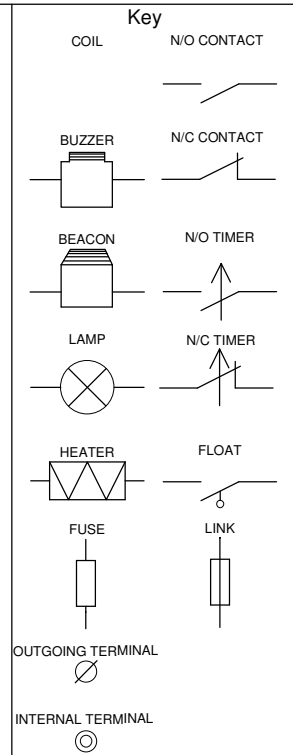 Key
COIL N/O CONTACT
BUZZER N/C CONTACT
BEACON N/O TIMER
LAMP N/C TIMER
HEATER FLOAT
FUSE LINK
OUTGOING TERMINAL
INTERNAL TERMINAL